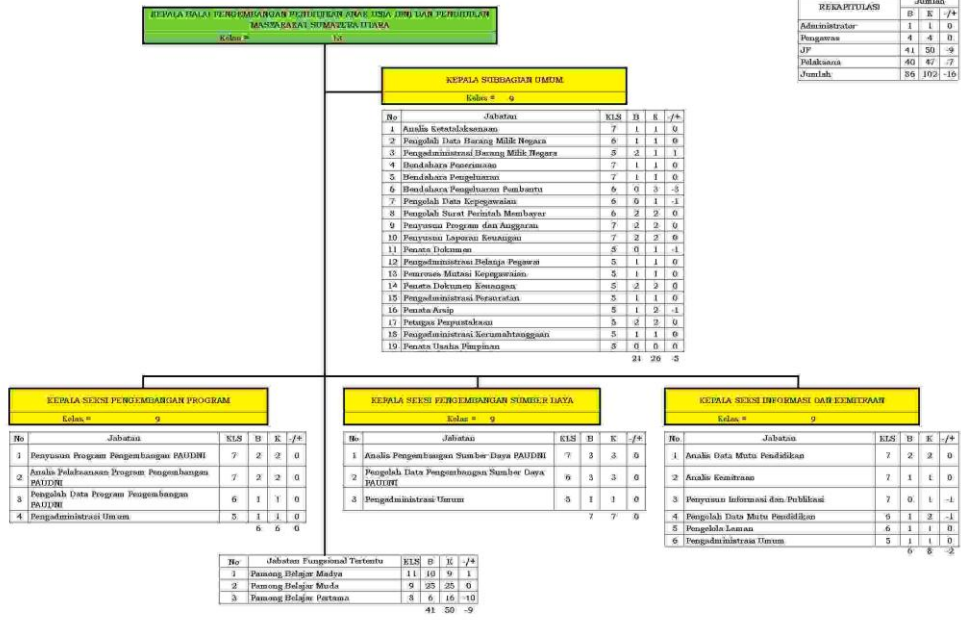 KEPALA BALAI PENGEMBANGAN PENDIDIKAN ANAK USIA DINI DAN PENDIDIKAN
MASYARAKAT SUMATERA UTARA
Kelas = 13
REKAPITULASI Jumlah
B K -/+
Administrator 1 1 0
Pengawas 4 4 0
JF 41 50 -9
Pelaksana 40 47 -7
Jumlah 86 102 -16
KEPALA SUBBAGIAN UMUM
Kelas = 9
No Jabatan KLS B K -/+
1 Analis Ketatalaksanaan 7 1 1 0
2 Pengolah Data Barang Milik Negara 6 1 1 0
3 Pengadministrasi Barang Milik Negara 5 2 1 1
4 Bendahara Penerimaan 7 1 1 0
5 Bendahara Pengeluaran 7 1 1 0
6 Bendahara Pengeluaran Pembantu 6 0 3 -3
7 Pengolah Data Kepegawaian 6 0 1 -1
8 Pengolah Surat Perintah Membayar 6 2 2 0
9 Penyusun Program dan Anggaran 7 2 2 0
10 Penyusun Laporan Keuangan 7 2 2 0
11 Penata Dokumen 5 0 1 -1
12 Pengadministrasi Belanja Pegawai 5 1 1 0
13 Pemroses Mutasi Kepegawaian 5 1 1 0
14 Penata Dokumen Keuangan 5 2 2 0
15 Pengadministrasi Persuratan 5 1 1 0
16 Penata Arsip 5 1 2 -1
17 Petugas Perpustakaan 5 2 2 0
18 Pengadministrasi Kerumahtanggaan 5 1 1 0
19 Penata Usaha Pimpinan 5 0 0 0
21 26 -5
KEPALA SEKSI PENGEMBANGAN PROGRAM
Kelas = 9
No Jabatan KLS B K -/+
1 Penyusun Program Pengembangan PAUDNI 7 2 2 0
2 Analis Pelaksanaan Program Pengembangan PAUDNI 7 2 2 0
3 Pengolah Data Program Pengembangan PAUDNI 6 1 1 0
4 Pengadministrasi Umum 5 1 1 0
6 6 0
KEPALA SEKSI PENGEMBANGAN SUMBER DAYA
Kelas = 9
No Jabatan KLS B K -/+
1 Analis Pengembangan Sumber Daya PAUDNI 7 3 3 0
2 Pengolah Data Pengembangan Sumber Daya PAUDNI 6 3 3 0
3 Pengadministrasi Umum 5 1 1 0
7 7 0
KEPALA SEKSI INFORMASI DAN KEMITRAAN
Kelas = 9
No Jabatan KLS B K -/+
1 Analis Data Mutu Pendidikan 7 2 2 0
2 Analis Kemitraan 7 1 1 0
3 Penyusun Informasi dan Publikasi 7 0 1 -1
4 Pengolah Data Mutu Pendidikan 6 1 2 -1
5 Pengelola Laman 6 1 1 0
6 Pengadministrasi Umum 5 1 1 0
6 8 -2
No Jabatan Fungsional Tertentu KLS B K -/+
1 Pamong Belajar Madya 11 10 9 1
2 Pamong Belajar Muda 9 25 25 0
3 Pamong Belajar Pertama 8 6 16 -10
41 50 -9